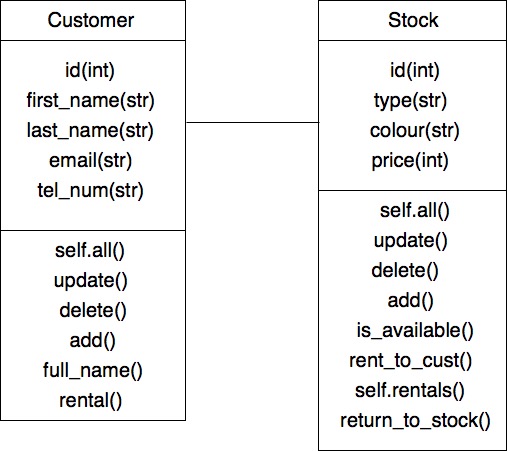 Customer
id(int)
first_name(str)
last_name(str)
email(str)
tel_num(str)
self.all()
update()
delete()
add()
full_name()
rental()
Stock
id(int)
type(str)
colour(str)
price(int)
self.all()
update()
delete()
add()
is_available()
rent_to_cust()
self.rentals()
return_to_stock()